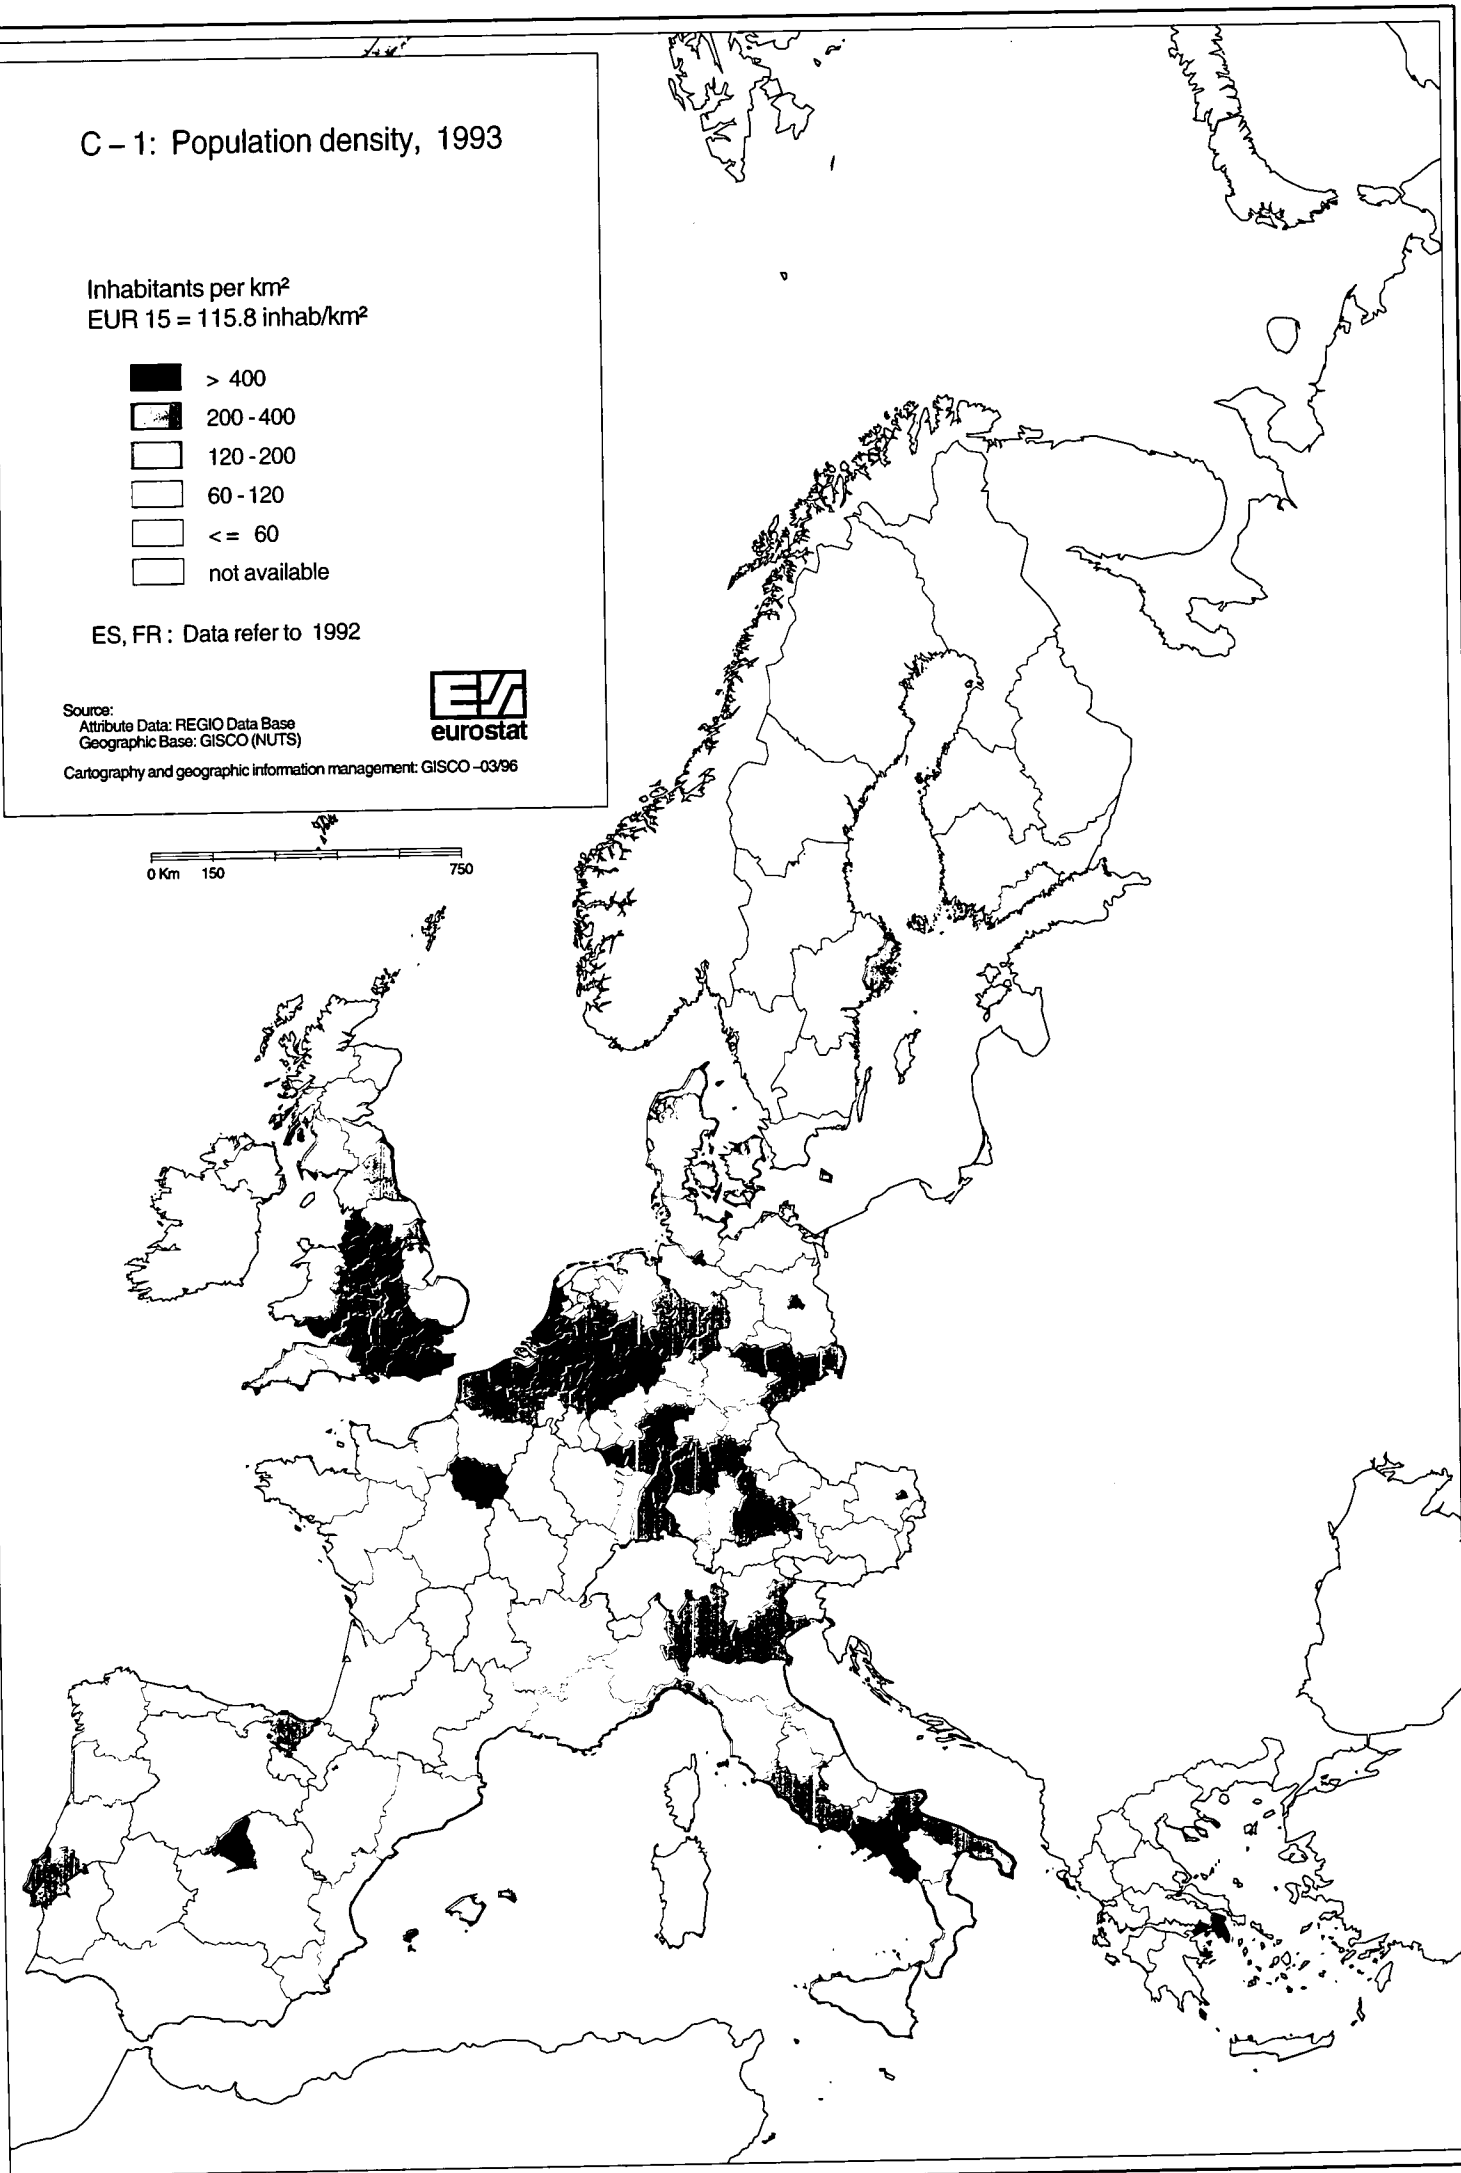 C – 1: Population density, 1993
Inhabitants per km²
EUR 15 = 115.8 inhab/km²
> 400
200 - 400
120 - 200
60 - 120
<= 60
not available
ES, FR : Data refer to 1992
eurostat
Source:
Attribute Data: REGIO Data Base
Geographic Base: GISCO (NUTS)
Cartography and geographic information management: GISCO –03/96
0 Km 150 750